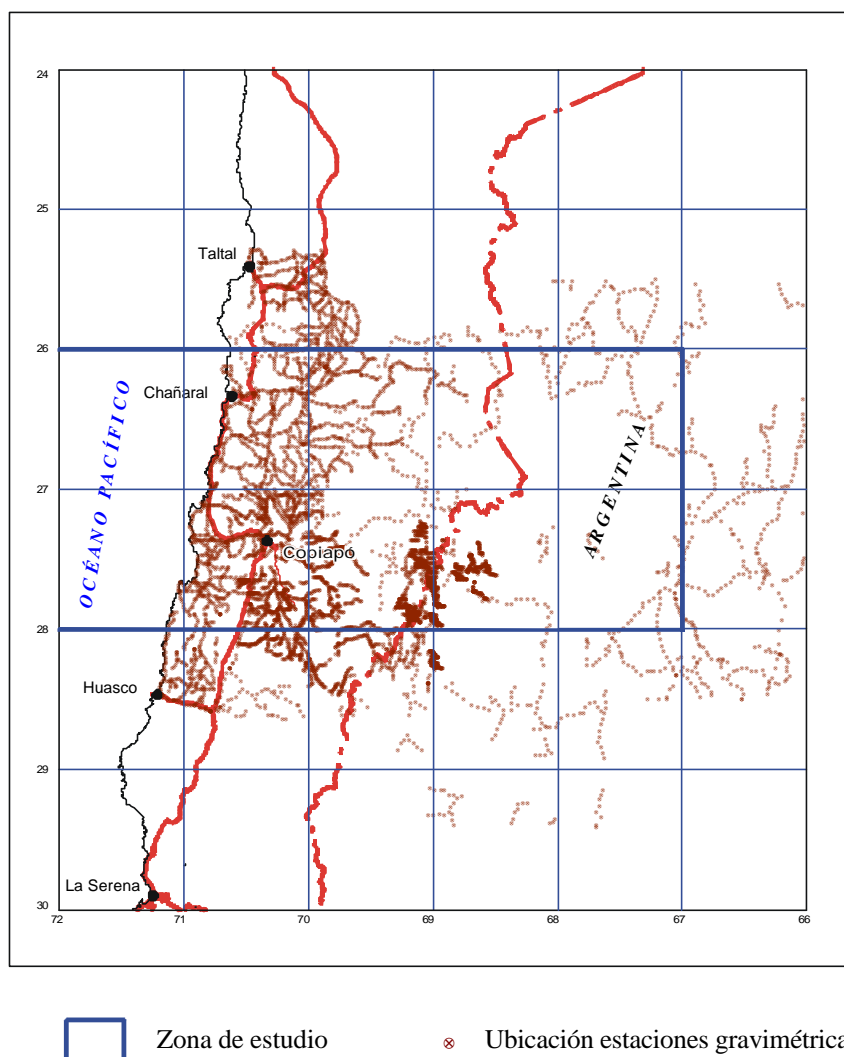 24
25
Taltal
26
Chañaral
OCÉANO PACÍFICO
ARGENTINA
27
Copiapó
28
Huasco
29
La Serena
30
72 71 70 69 68 67 66
Zona de estudio
Ubicación estaciones gravimétrica